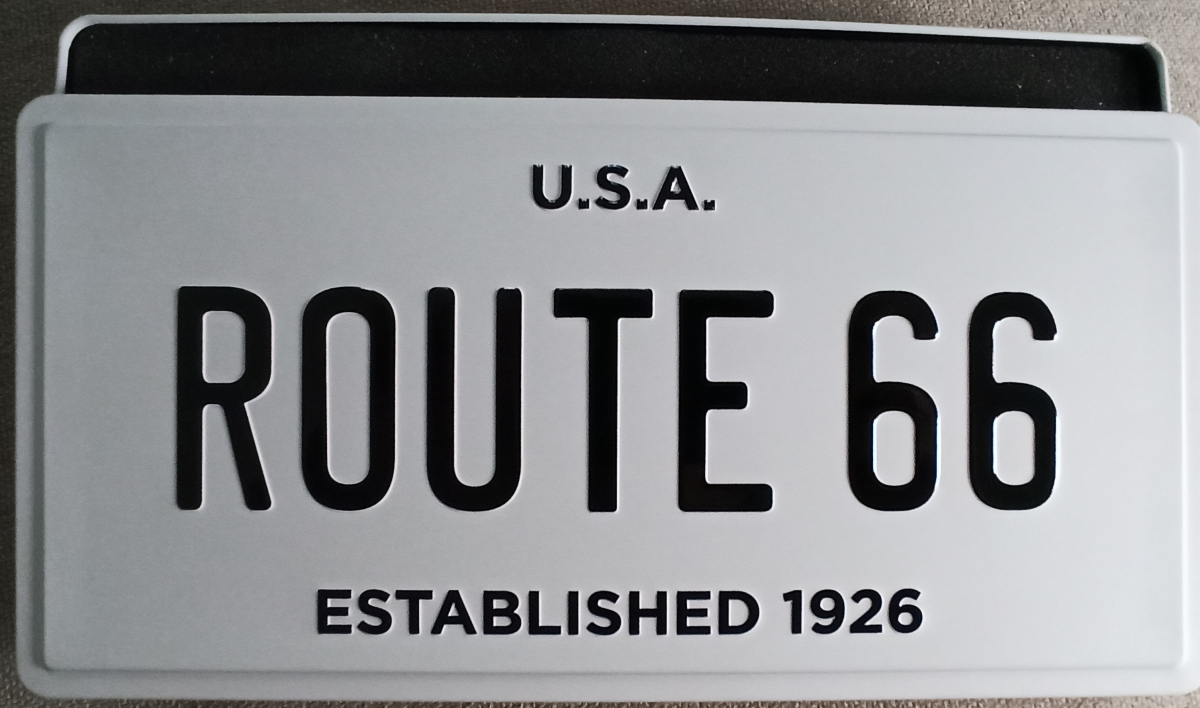 U.S.A.
ROUTE 66
ESTABLISHED 1926